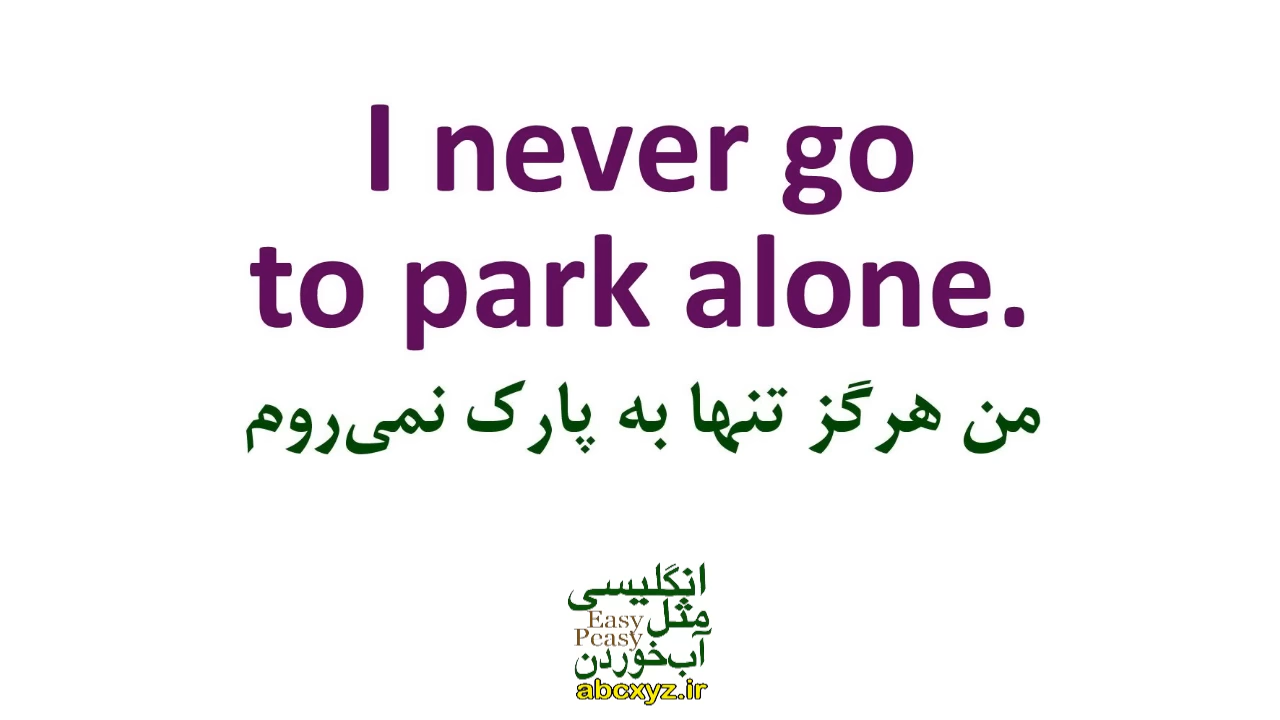 I never go
to park alone.
من هرگز تنها به پارک نمی‌روم
انگلیسی
مثل
Easy
Peasy
آب‌خوردن
abcxyz.ir